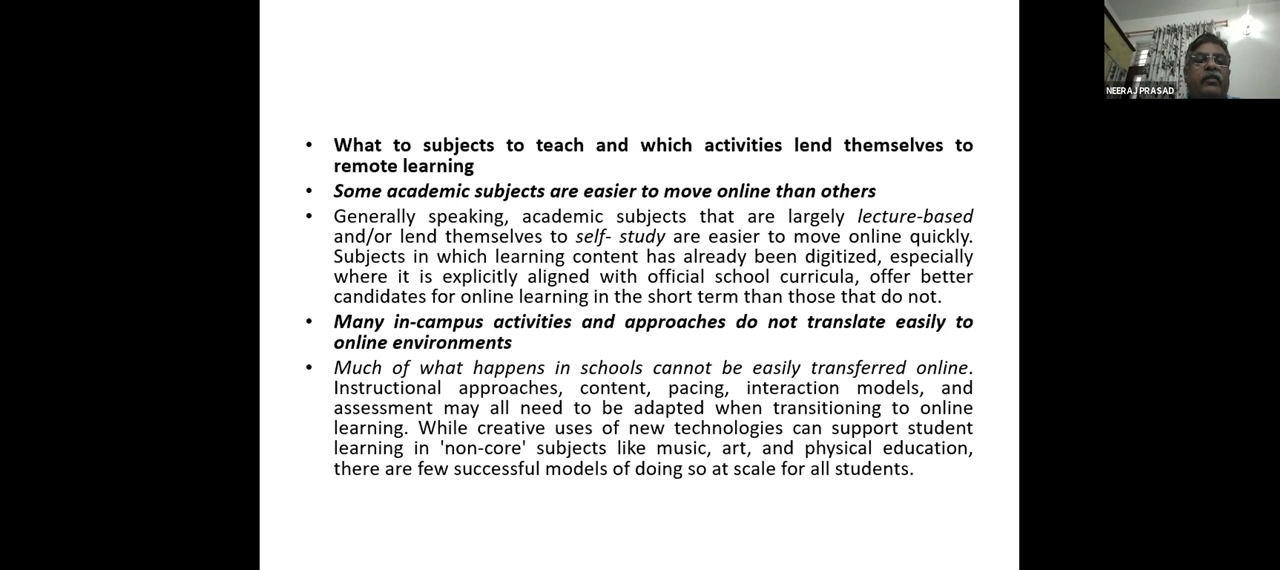 • What to subjects to teach and which activities lend themselves to
remote learning
• Some academic subjects are easier to move online than others
• Generally speaking, academic subjects that are largely lecture-based
and/or lend themselves to self- study are easier to move online quickly.
Subjects in which learning content has already been digitized, especially
where it is explicitly aligned with official school curricula, offer better
candidates for online learning in the short term than those that do not.
• Many in-campus activities and approaches do not translate easily to
online environments
• Much of what happens in schools cannot be easily transferred online.
Instructional approaches, content, pacing, interaction models, and
assessment may all need to be adapted when transitioning to online
learning. While creative uses of new technologies can support student
learning in 'non-core' subjects like music, art, and physical education,
there are few successful models of doing so at scale for all students.
NEERAJ PRASAD